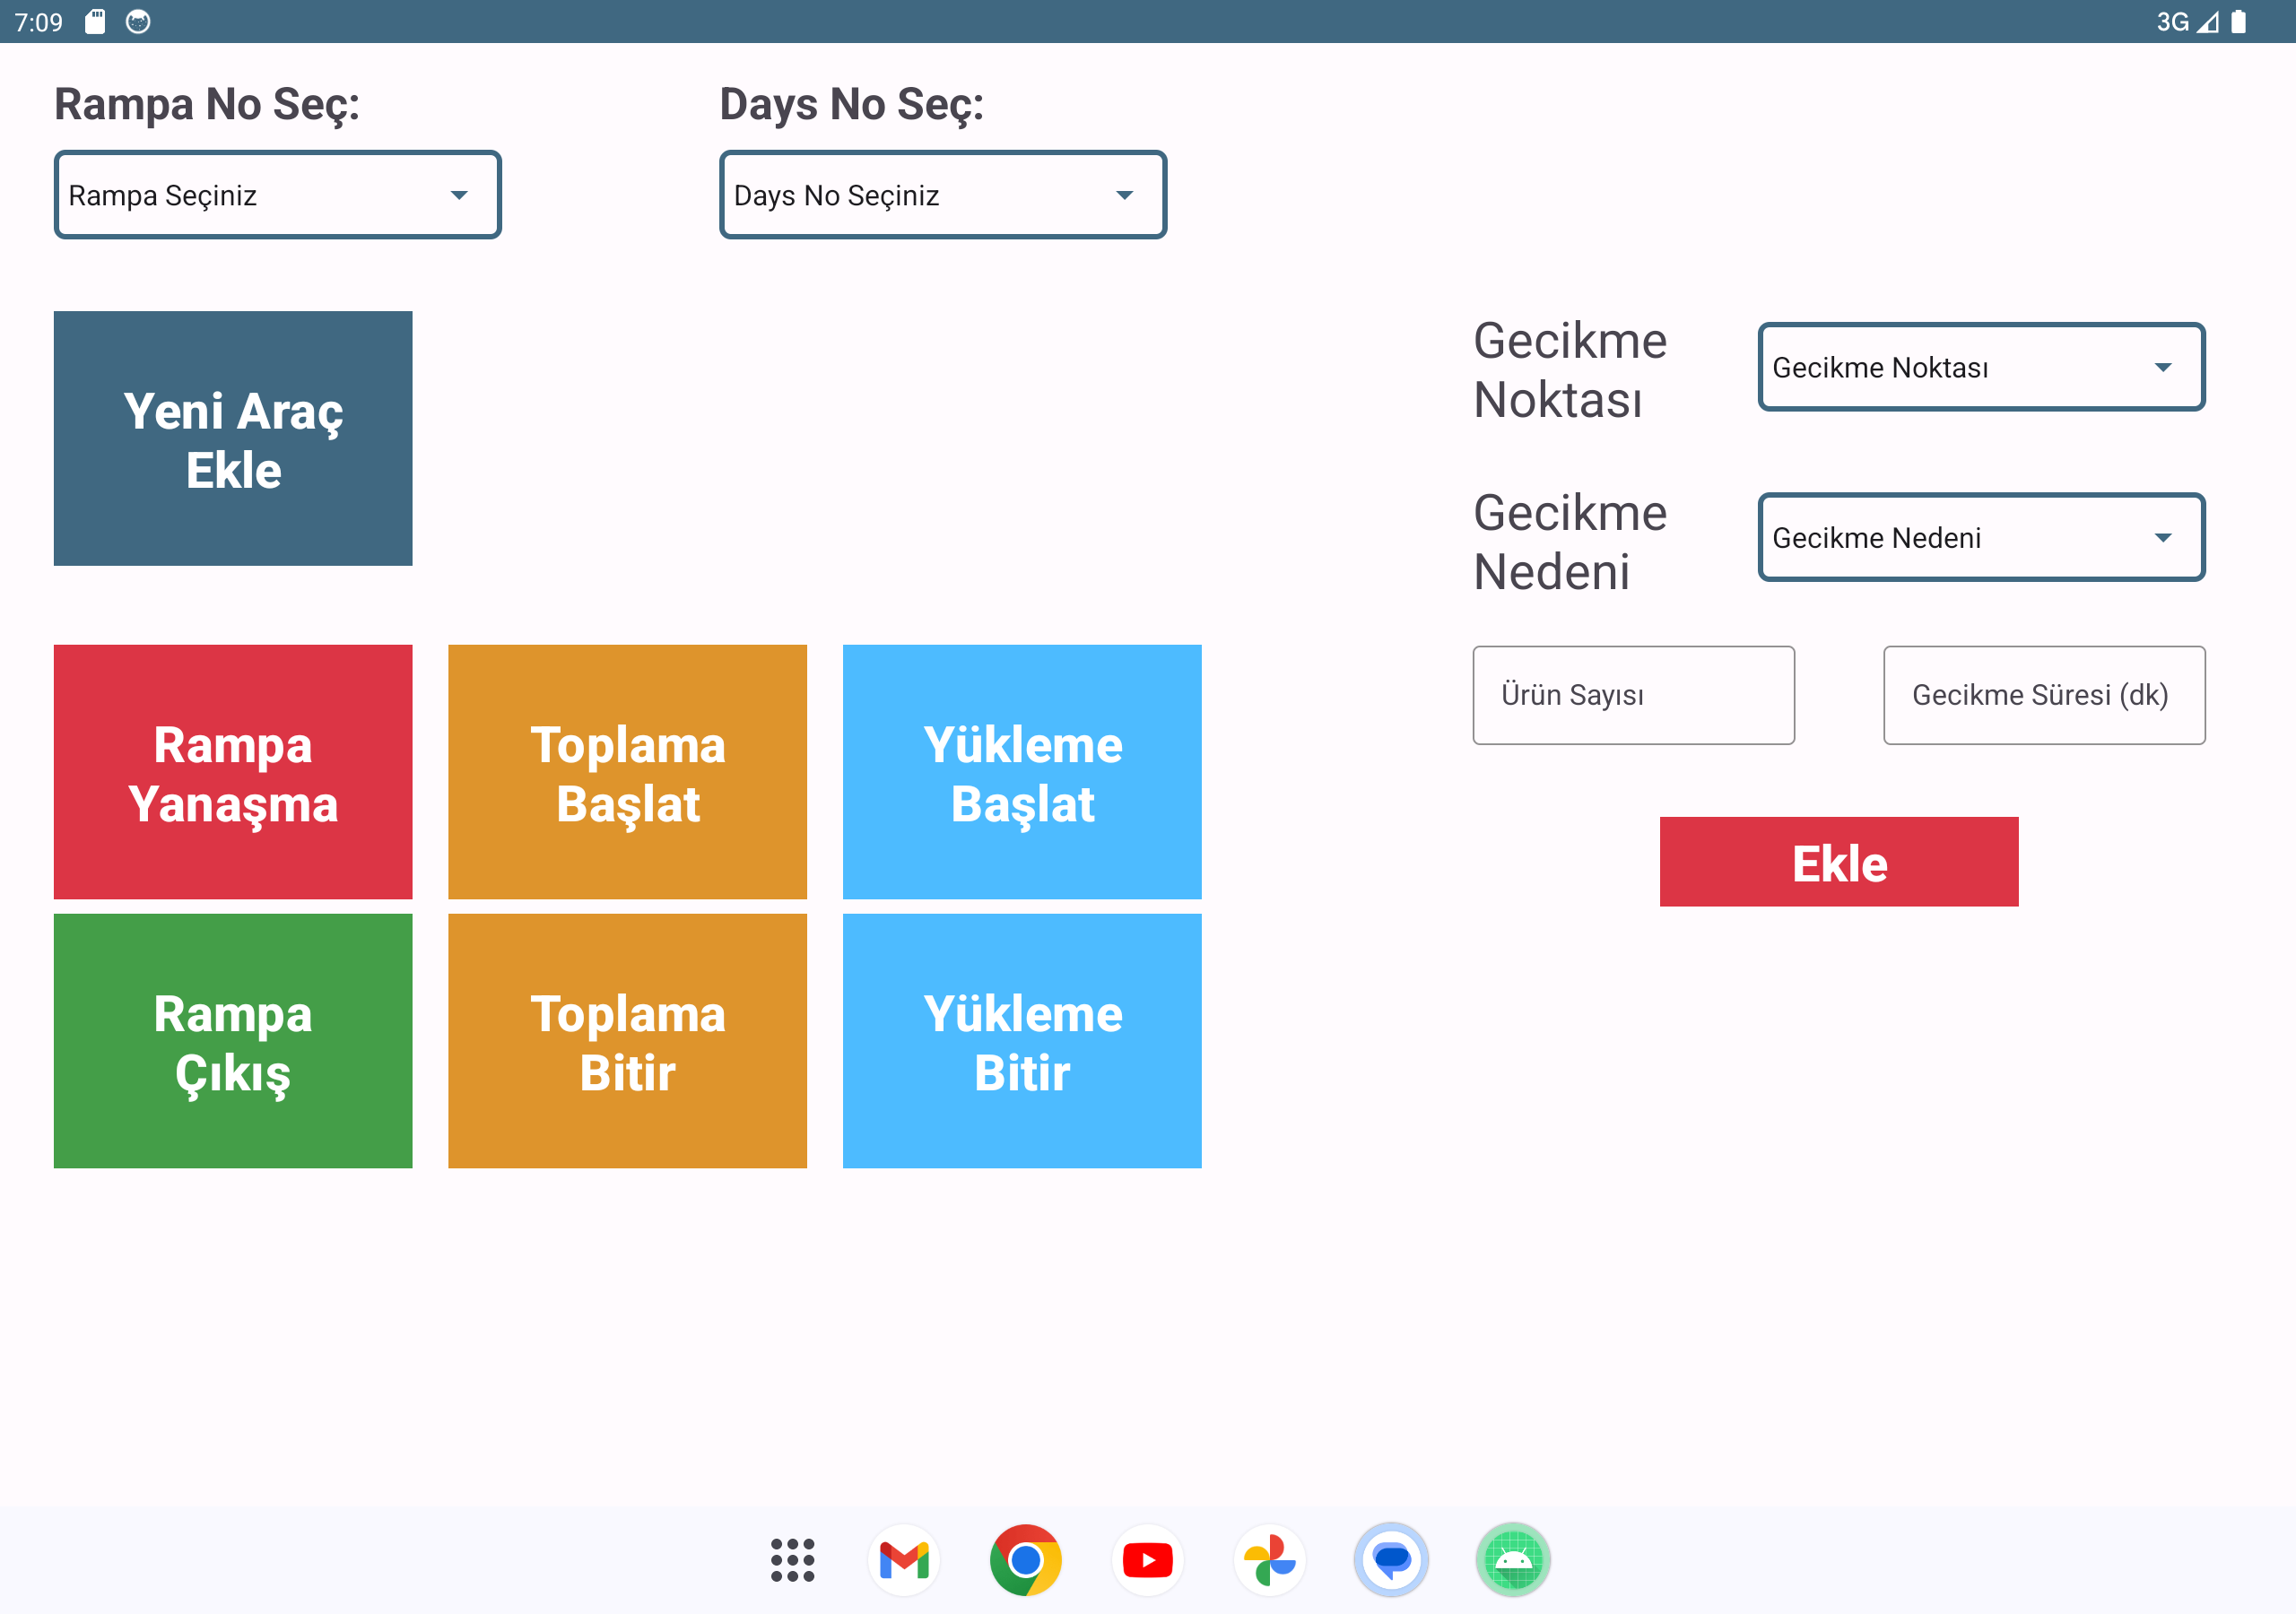 7:09
3G
Rampa No Seç:
Days No Seç:
Rampa Seçiniz
Days No Seçiniz
Yeni Araç
Ekle
Gecikme
Noktası
Gecikme Noktası
Gecikme
Nedeni
Gecikme Nedeni
Rampa
Yanaşma
Toplama
Başlat
Yükleme
Başlat
Ürün Sayısı
Gecikme Süresi (dk)
Ekle
Rampa
Çıkış
Toplama
Bitir
Yükleme
Bitir